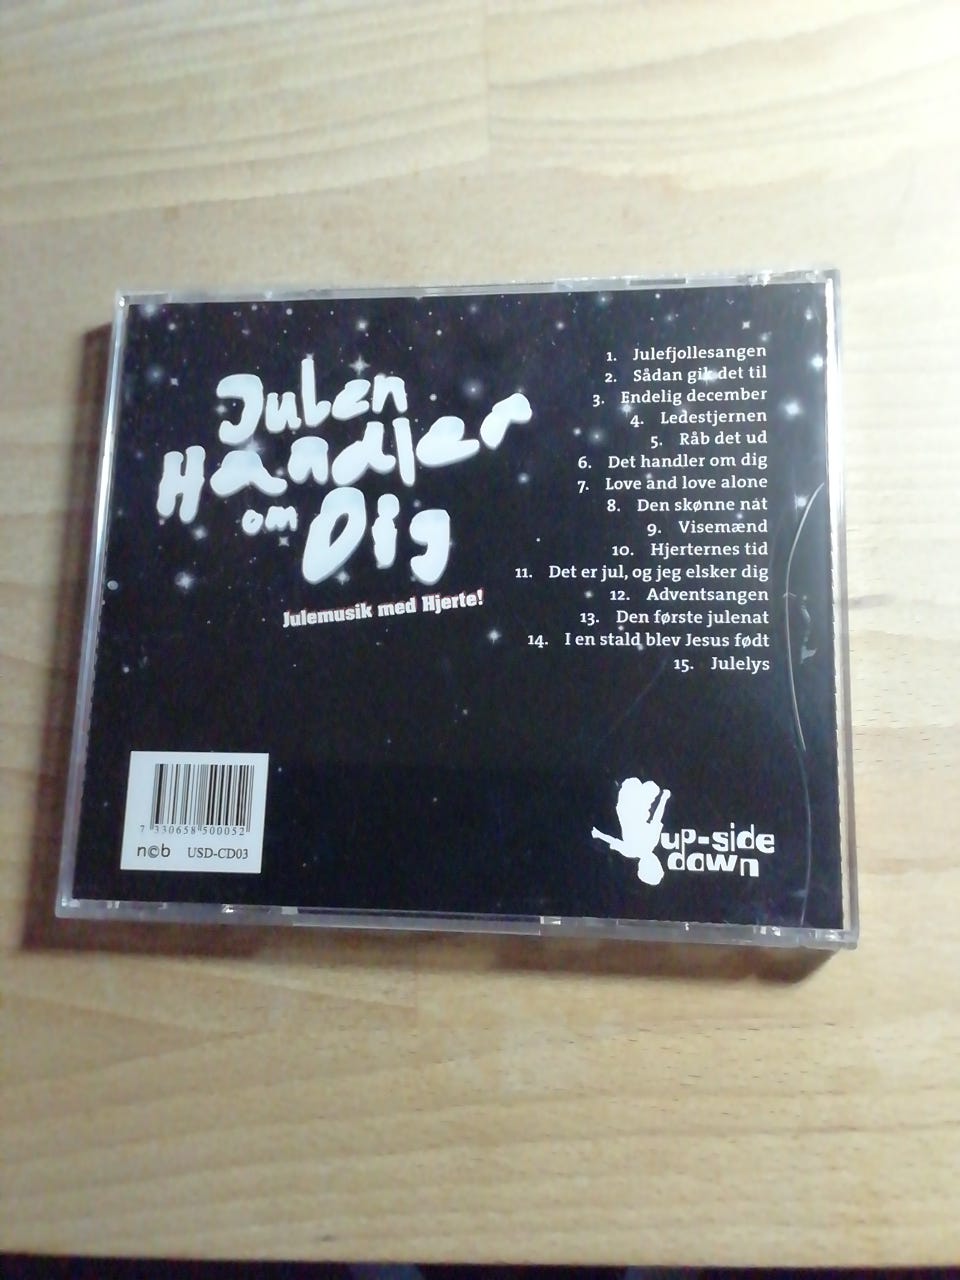 Julen
Handler
om Dig
Julemusik med Hjerte!
1. Julefjollesangen
2. Sådan gik det til
3. Endelig december
4. Ledestjernen
5. Råb det ud
6. Det handler om dig
7. Love and love alone
8. Den skønne nat
9. Visemænd
10. Hjerternes tid
11. Det er jul, og jeg elsker dig
12. Adventsangen
13. Den første julenat
14. I en stald blev Jesus født
15. Julelys
7 330658 500052
n©b USD-CD03
up-side
down